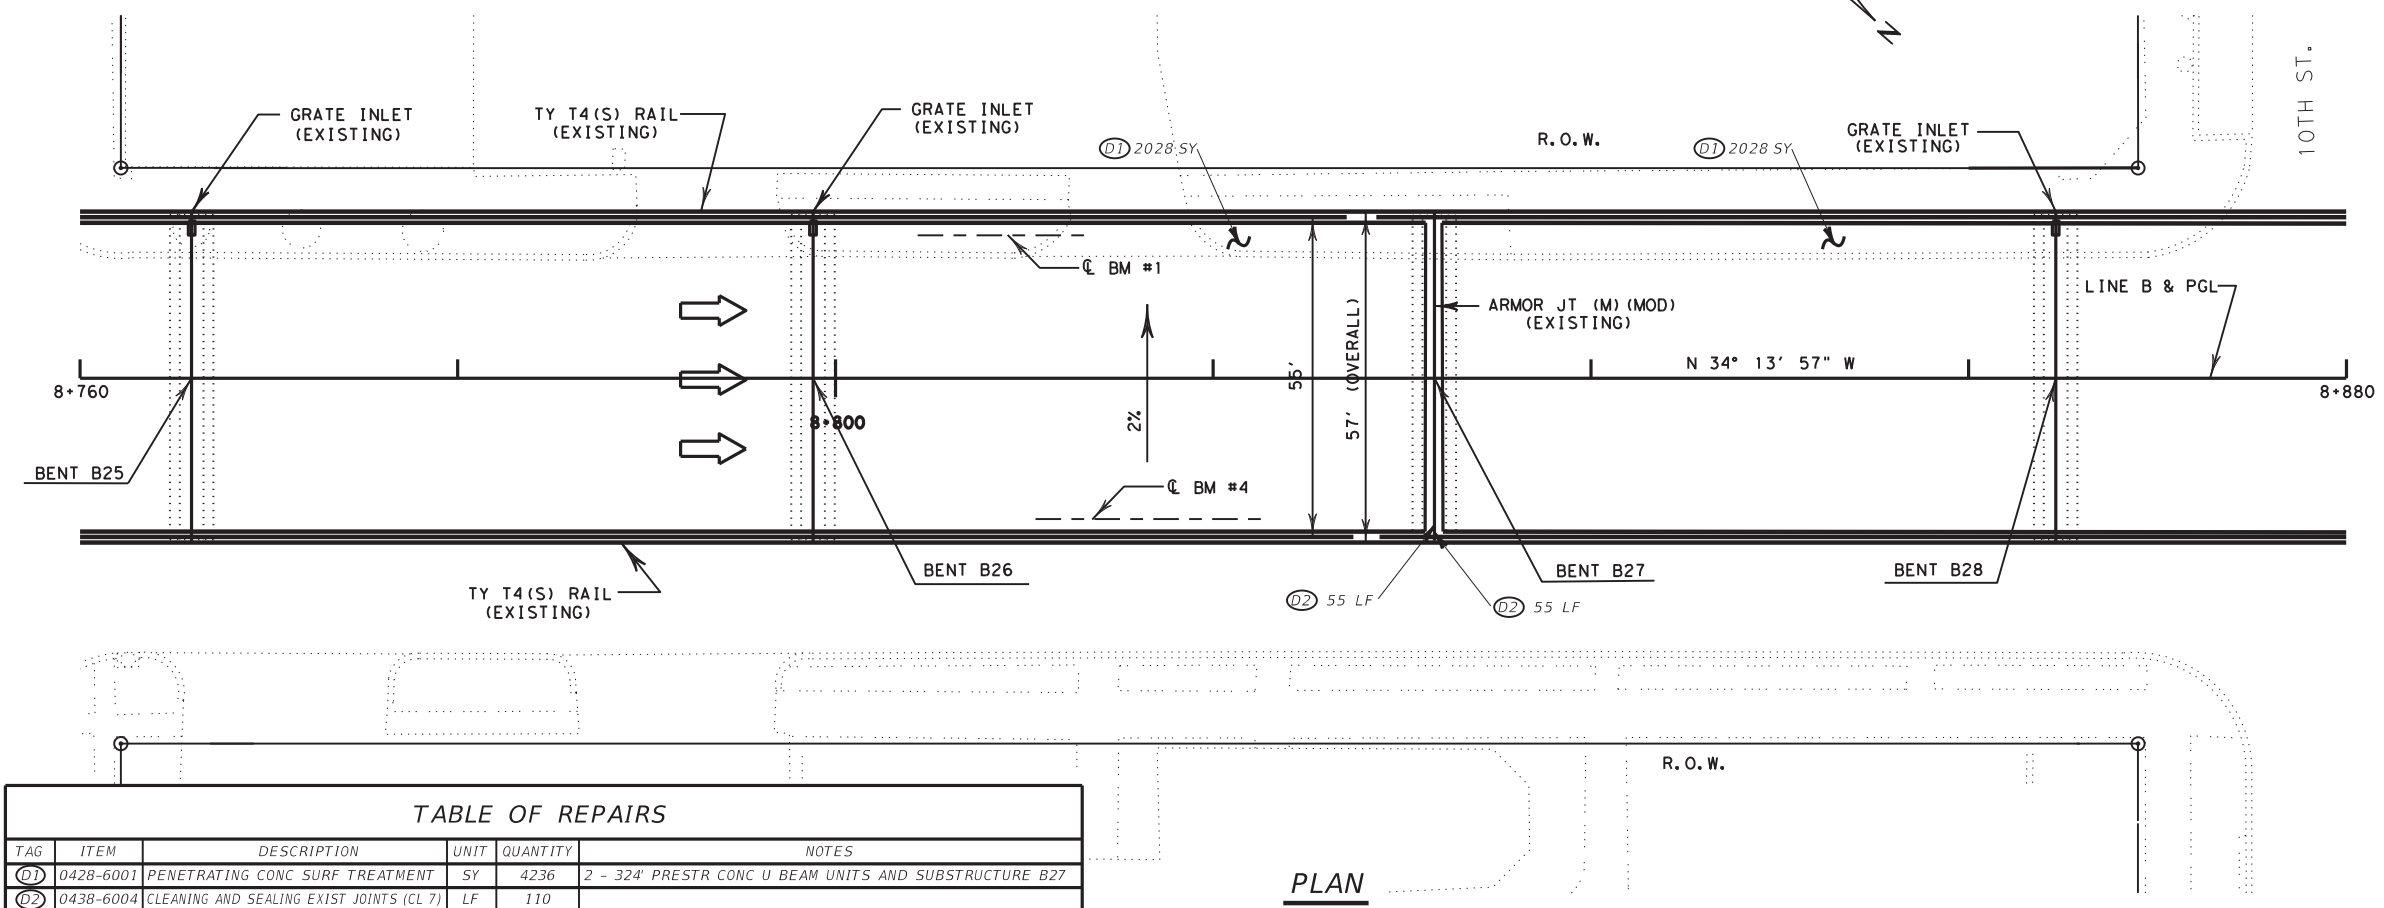 N
10TH ST.
GRATE INLET
(EXISTING)
TY T4(S) RAIL
(EXISTING)
GRATE INLET
(EXISTING)
D1 2028 SY
R.O.W.
D1 2028 SY
GRATE INLET
(EXISTING)
℄ BM #1
ARMOR JT (M)(MOD)
(EXISTING)
LINE B & PGL
55'
57' (OVERALL)
2%
N 34° 13' 57" W
8+760
8+800
8+880
BENT B25
℄ BM #4
BENT B26
BENT B27
BENT B28
TY T4(S) RAIL
(EXISTING)
D2 55 LF
D2 55 LF
R.O.W.
TABLE OF REPAIRS
TAG ITEM DESCRIPTION UNIT QUANTITY NOTES
D1 0428-6001 PENETRATING CONC SURF TREATMENT SY 4236 2 - 324' PRESTR CONC U BEAM UNITS AND SUBSTRUCTURE B27
D2 0438-6004 CLEANING AND SEALING EXIST JOINTS (CL 7) LF 110
PLAN